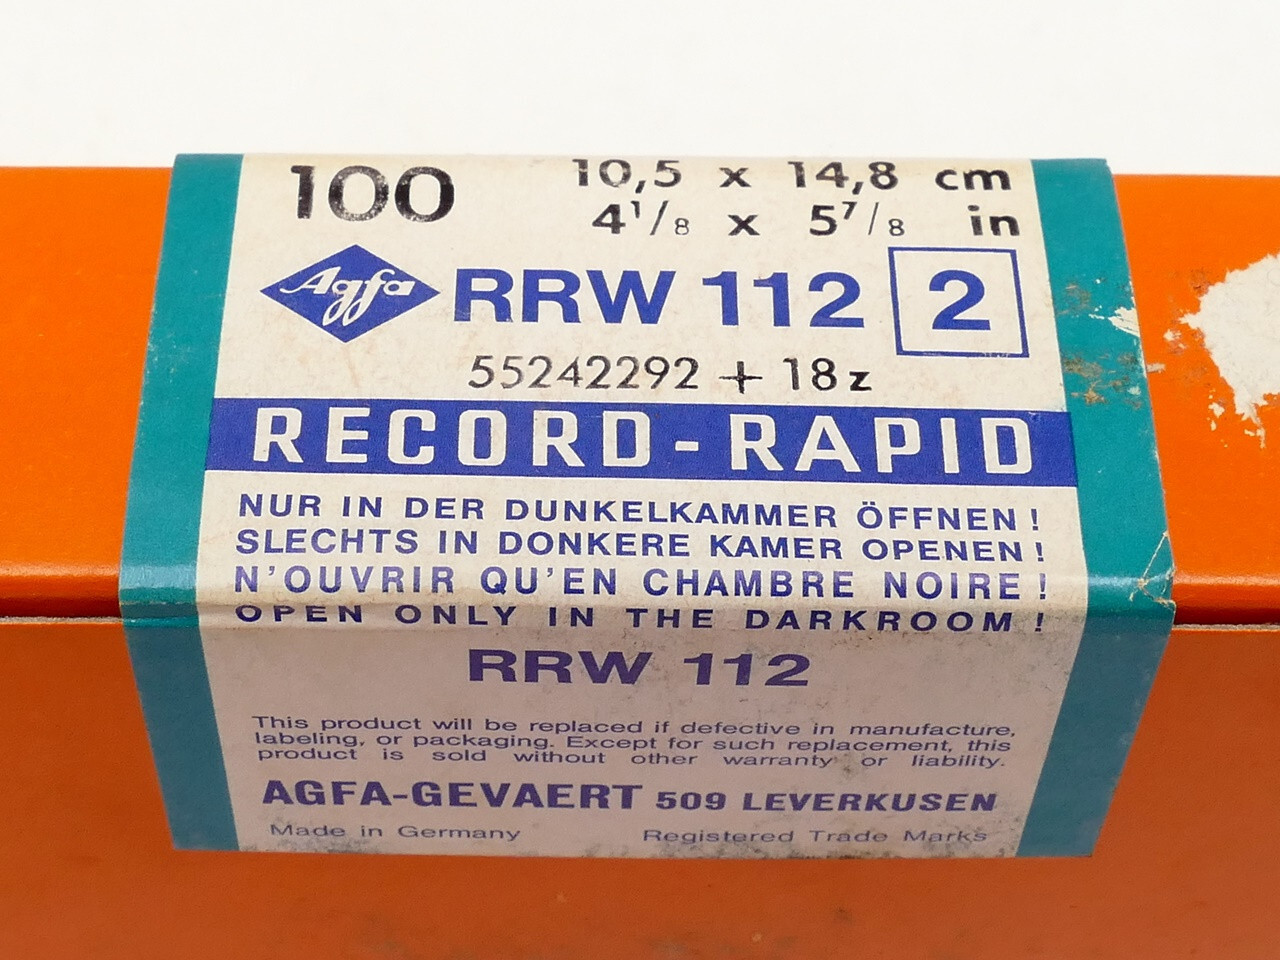 100 10,5 x 14,8 cm
4 1/8 x 5 7/8 in
Agfa RRW 112 2
55242292 + 18z
RECORD-RAPID
NUR IN DER DUNKELKAMMER ÖFFNEN!
SLECHTS IN DONKERE KAMER OPENEN!
N'OUVRIR QU'EN CHAMBRE NOIRE!
OPEN ONLY IN THE DARKROOM!
RRW 112
This product will be replaced if defective in manufacture,
labeling, or packaging. Except for such replacement, this
product is sold without other warranty or liability.
AGFA-GEVAERT 509 LEVERKUSEN
Made in Germany Registered Trade Marks